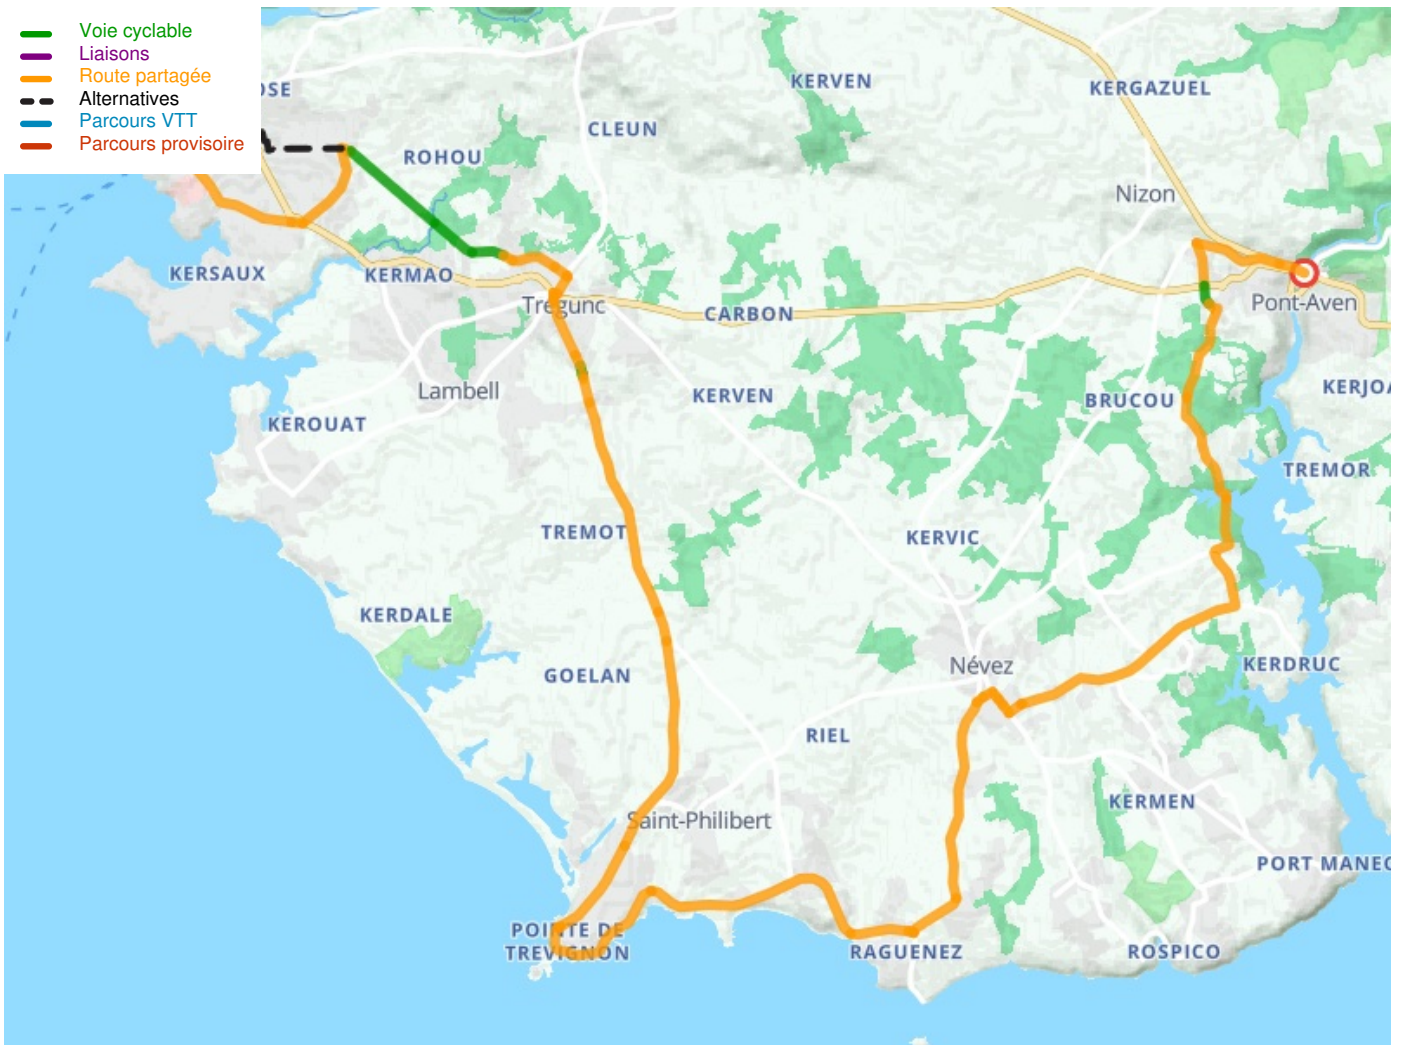 Voie cyclable
Liaisons
Route partagée
Alternatives
Parcours VTT
Parcours provisoire
OSE
KERVEN
KERGAZUEL
CLEUN
ROHOU
Nizon
KERSAUX
KERMAO
Trégunc
CARBON
Pont-Aven
Lambell
KERVEN
BRUCOU
KERJOA
KEROUAT
TREMOR
TREMOT
KERVIC
KERDALE
GOELAN
Névez
KERDRUC
RIEL
KERMEN
Saint-Philibert
PORT MANEC
POINTE DE
TREVIGNON
RAGUENEZ
ROSPICO